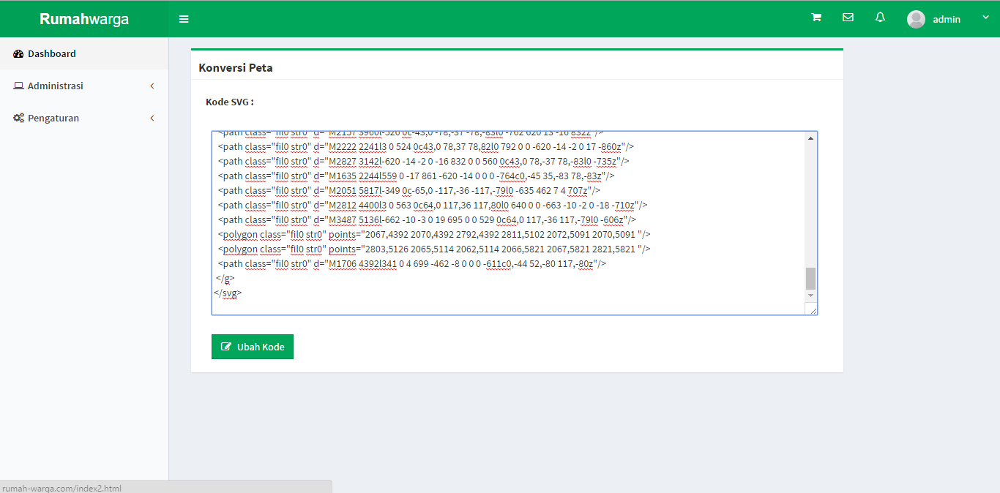 Rumahwarga
admin
Dashboard
Administrasi
Pengaturan
Konversi Peta
Kode SVG :
<path class="fil0 str0" d="M2157 3960l-526 0c-43,0 -78,-37 -78,-83l0 -762 620 13 -16 832z"/>
<path class="fil0 str0" d="M2222 2241l3 0 524 0c43,0 78,37 78,82l0 792 0 0 -620 -14 -2 0 17 -860z"/>
<path class="fil0 str0" d="M2827 3142l-620 -14 -2 0 -16 832 0 0 560 0c43,0 78,-37 78,-83l0 -735z"/>
<path class="fil0 str0" d="M1635 2244l559 0 -17 861 -620 -14 0 0 0 -764c0,-45 35,-83 78,-83z"/>
<path class="fil0 str0" d="M2051 5817l-349 0c-65,0 -117,-36 -117,-79l0 -635 462 7 4 707z"/>
<path class="fil0 str0" d="M2812 4400l3 0 563 0c64,0 117,36 117,80l0 640 0 0 -663 -10 -2 0 -18 -710z"/>
<path class="fil0 str0" d="M3487 5136l-662 -10 -3 0 19 695 0 0 529 0c64,0 117,-36 117,-79l0 -606z"/>
<polygon class="fil0 str0" points="2067,4392 2070,4392 2792,4392 2811,5102 2072,5091 2070,5091 "/>
<polygon class="fil0 str0" points="2803,5126 2065,5114 2062,5114 2066,5821 2067,5821 2821,5821 "/>
<path class="fil0 str0" d="M1706 4392l341 0 4 699 -462 -8 0 0 0 -611c0,-44 52,-80 117,-80z"/>
</g>
</svg>
Ubah Kode
rumah-warga.com/index2.html